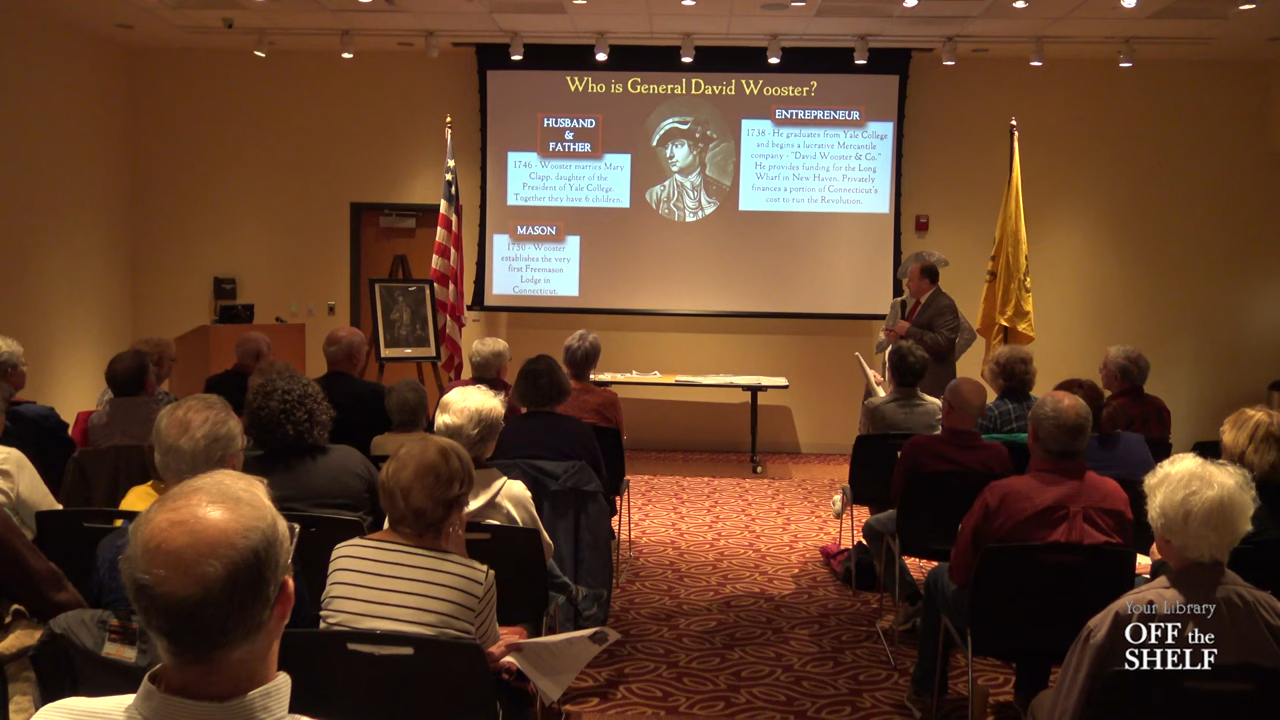 Who is General David Wooster?
HUSBAND
&
FATHER
1746 - Wooster marries Mary
Clapp, daughter of the
President of Yale College.
Together they have 6 children.
ENTREPRENEUR
1738 - He graduates from Yale College
and begins a lucrative Mercantile
company - "David Wooster & Co."
He provides funding for the Long
Wharf in New Haven. Privately
finances a portion of Connecticut's
cost to run the Revolution.
MASON
1750 - Wooster
establishes the very
first Freemason
Lodge in
Connecticut.
Your Library
OFF the
SHELF